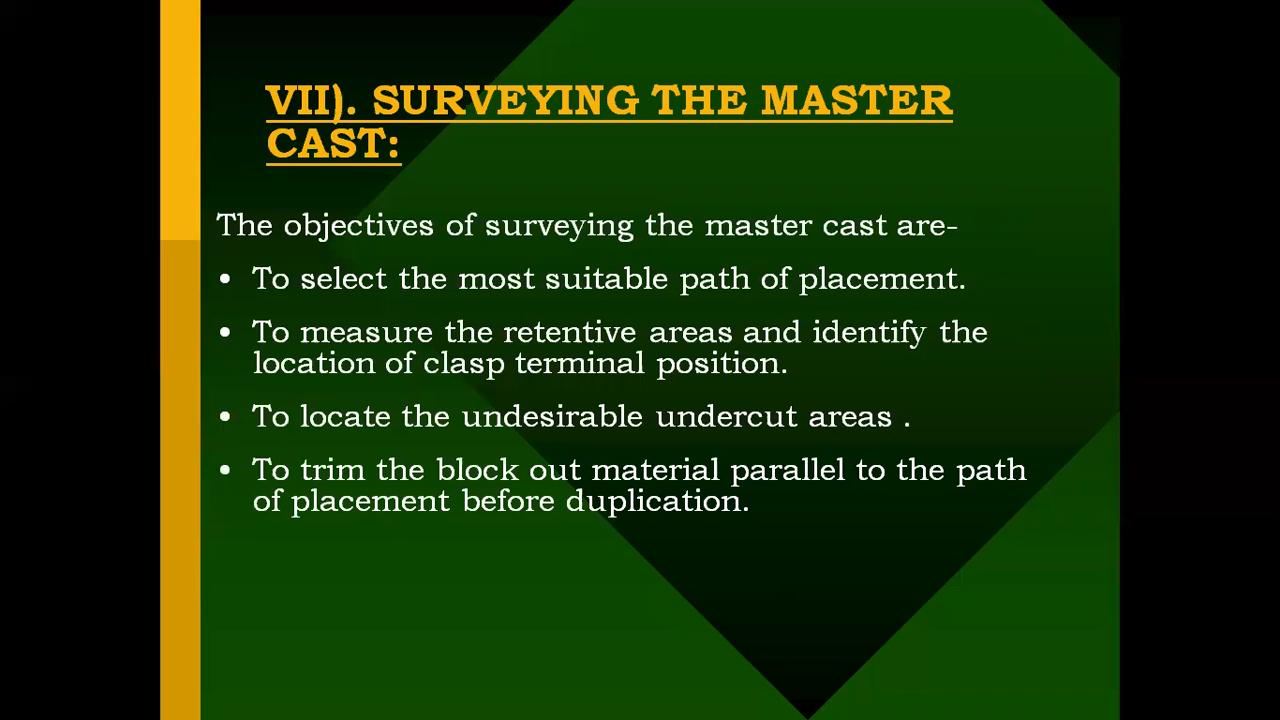 VII). SURVEYING THE MASTER
CAST:
The objectives of surveying the master cast are-
• To select the most suitable path of placement.
• To measure the retentive areas and identify the
location of clasp terminal position.
• To locate the undesirable undercut areas .
• To trim the block out material parallel to the path
of placement before duplication.